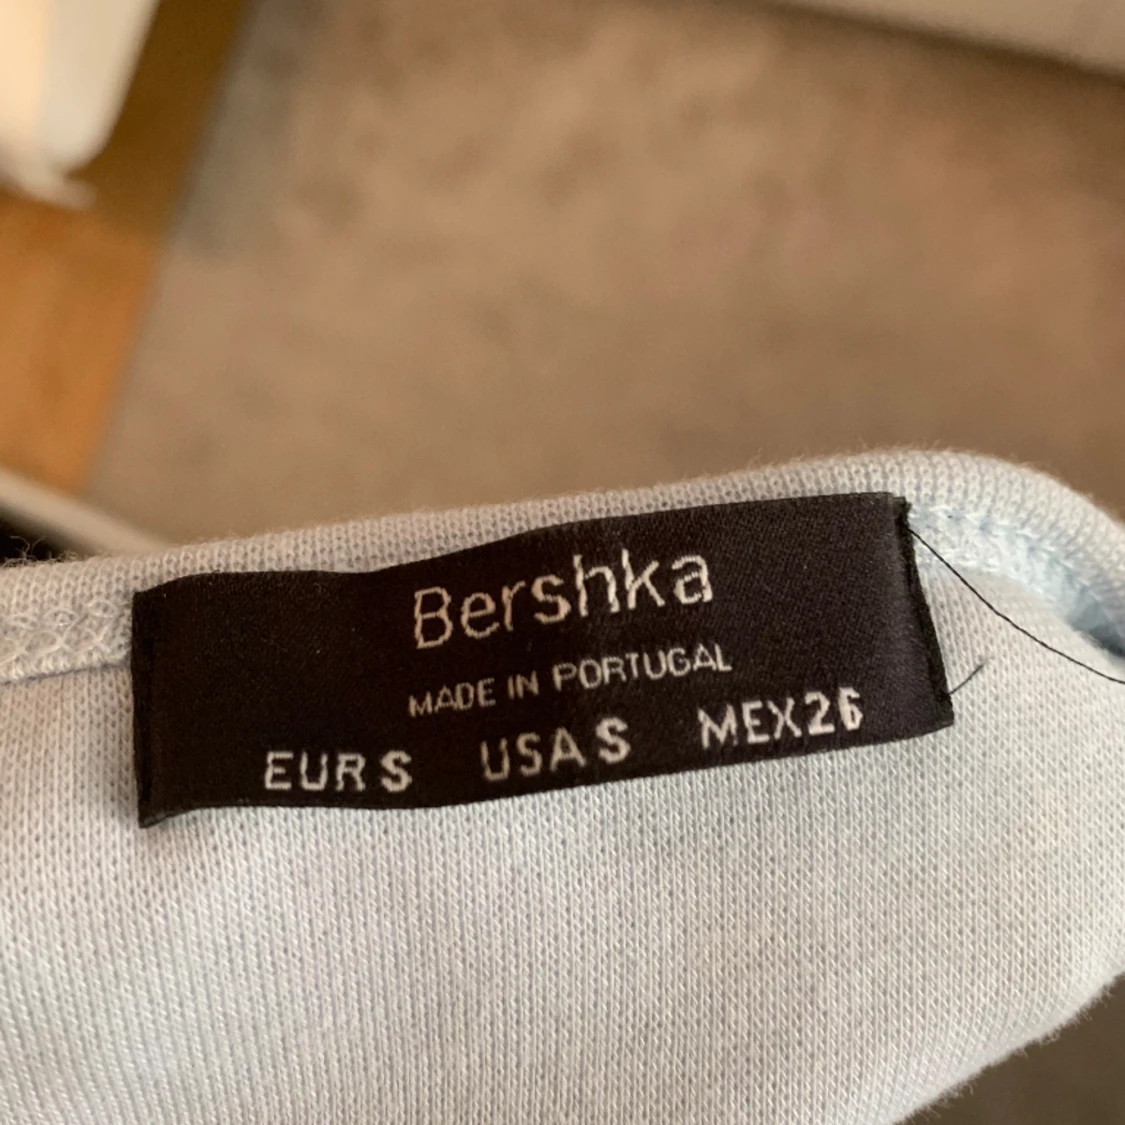 Bershka
MADE IN PORTUGAL
EUR S USA S MEX 26